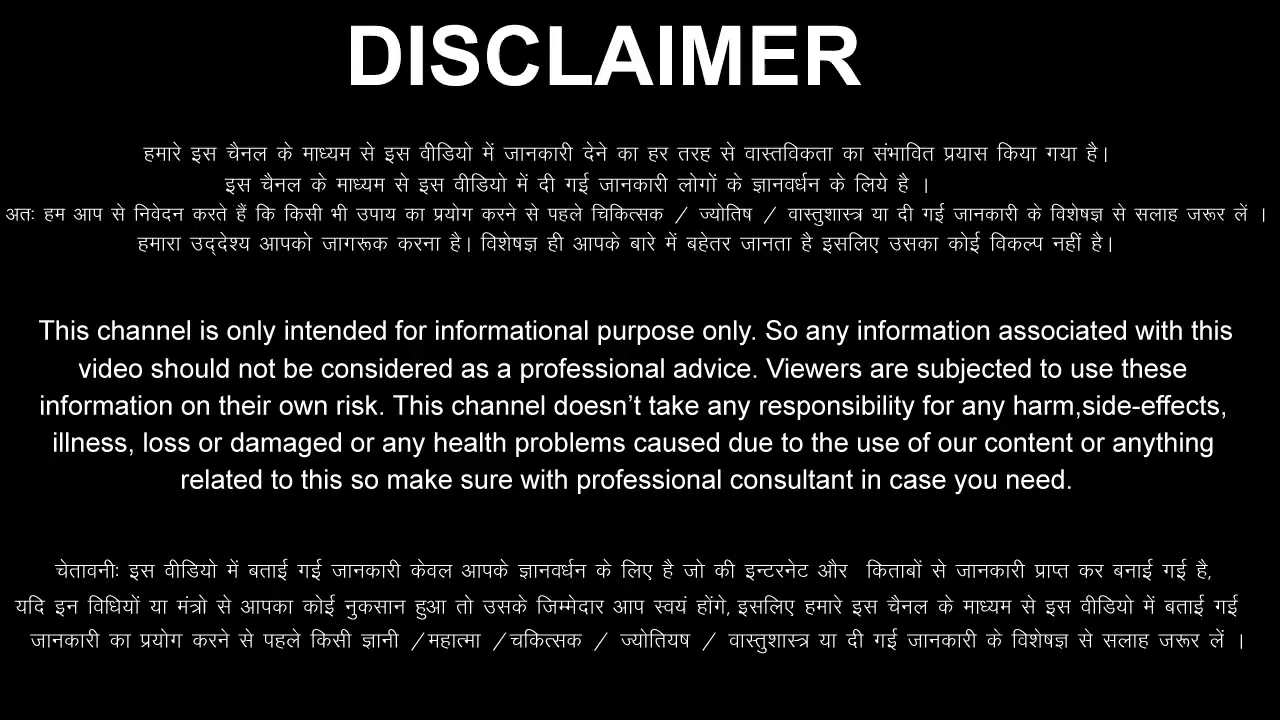 DISCLAIMER
हमारे इस चैनल के माध्यम से इस वीडियो में जानकारी देने का हर तरह से वास्तविकता का संभावित प्रयास किया गया है।
इस चैनल के माध्यम से इस वीडियो में दी गई जानकारी लोगों के ज्ञानवर्धन के लिये है ।
अतः हम आप से निवेदन करते हैं कि किसी भी उपाय का प्रयोग करने से पहले चिकित्सक / ज्योतिष / वास्तुशास्त्र या दी गई जानकारी के विशेषज्ञ से सलाह जरूर लें ।
हमारा उद्देश्य आपको जागरूक करना है। विशेषज्ञ ही आपके बारे में बहेतर जानता है इसलिए उसका कोई विकल्प नहीं है।
This channel is only intended for informational purpose only. So any information associated with this
video should not be considered as a professional advice. Viewers are subjected to use these
information on their own risk. This channel doesn’t take any responsibility for any harm,side-effects,
illness, loss or damaged or any health problems caused due to the use of our content or anything
related to this so make sure with professional consultant in case you need.
चेतावनीः इस वीडियो में बताई गई जानकारी केवल आपके ज्ञानवर्धन के लिए है जो की इन्टरनेट और किताबों से जानकारी प्राप्त कर बनाई गई है,
यदि इन विधियों या मंत्रो से आपका कोई नुकसान हुआ तो उसके जिम्मेदार आप स्वयं होंगे, इसलिए हमारे इस चैनल के माध्यम से इस वीडियो में बताई गई
जानकारी का प्रयोग करने से पहले किसी ज्ञानी /महात्मा /चकित्सक / ज्योतियष / वास्तुशास्त्र या दी गई जानकारी के विशेषज्ञ से सलाह जरूर लें ।